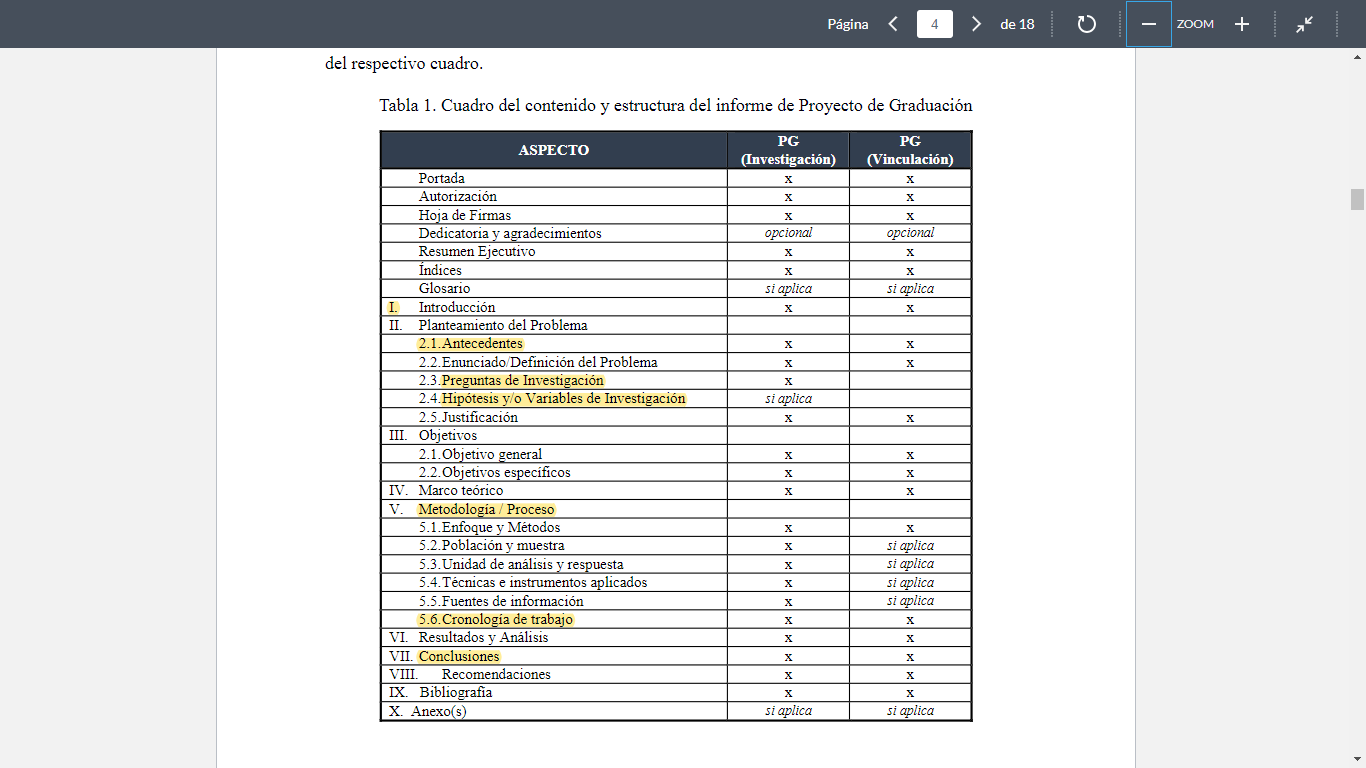 Página 4 de 18 ZOOM
del respectivo cuadro.
Tabla 1. Cuadro del contenido y estructura del informe de Proyecto de Graduación
ASPECTO PG (Investigación) PG (Vinculación)
Portada x x
Autorización x x
Hoja de Firmas x x
Dedicatoria y agradecimientos opcional opcional
Resumen Ejecutivo x x
Índices x x
Glosario si aplica si aplica
I. Introducción x x
II. Planteamiento del Problema
2.1.Antecedentes x x
2.2.Enunciado/Definición del Problema x x
2.3.Preguntas de Investigación x
2.4.Hipótesis y/o Variables de Investigación si aplica
2.5.Justificación x x
III. Objetivos
2.1.Objetivo general x x
2.2.Objetivos específicos x x
IV. Marco teórico x x
V. Metodología / Proceso
5.1.Enfoque y Métodos x x
5.2.Población y muestra x si aplica
5.3.Unidad de análisis y respuesta x si aplica
5.4.Técnicas e instrumentos aplicados x si aplica
5.5.Fuentes de información x si aplica
5.6.Cronología de trabajo x x
VI. Resultados y Análisis x x
VII. Conclusiones x x
VIII. Recomendaciones x x
IX. Bibliografía x x
X. Anexo(s) si aplica si aplica